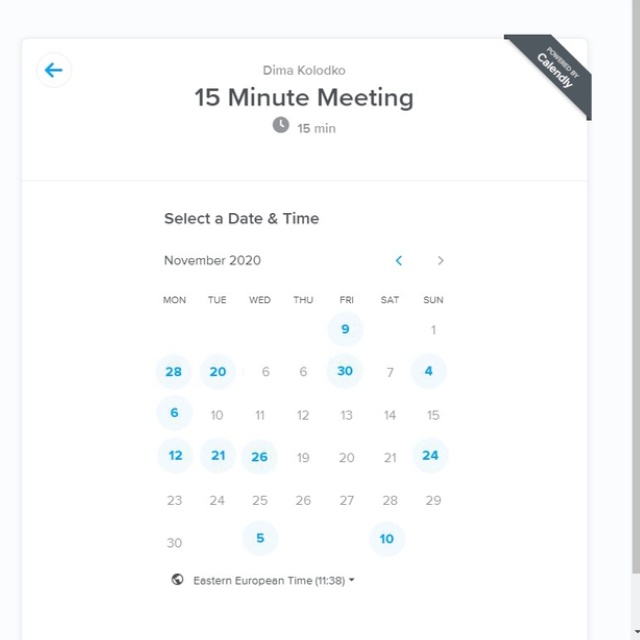 POWERED BY
Calendly
Dima Kolodko
15 Minute Meeting
15 min
Select a Date & Time
November 2020
MON TUE WED THU FRI SAT SUN
9 1
28 20 6 6 30 7 4
6 10 11 12 13 14 15
12 21 26 19 20 21 24
23 24 25 26 27 28 29
30 5 10
Eastern European Time (11:38)